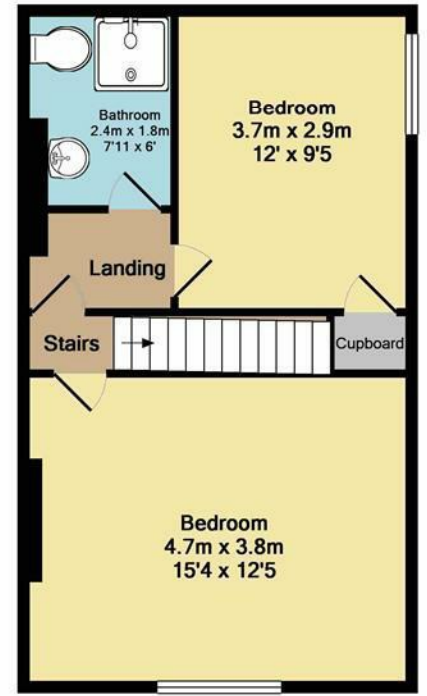 Bathroom
2.4m x 1.8m
7'11 x 6'
Bedroom
3.7m x 2.9m
12' x 9'5
Landing
Stairs
Cupboard
Bedroom
4.7m x 3.8m
15'4 x 12'5